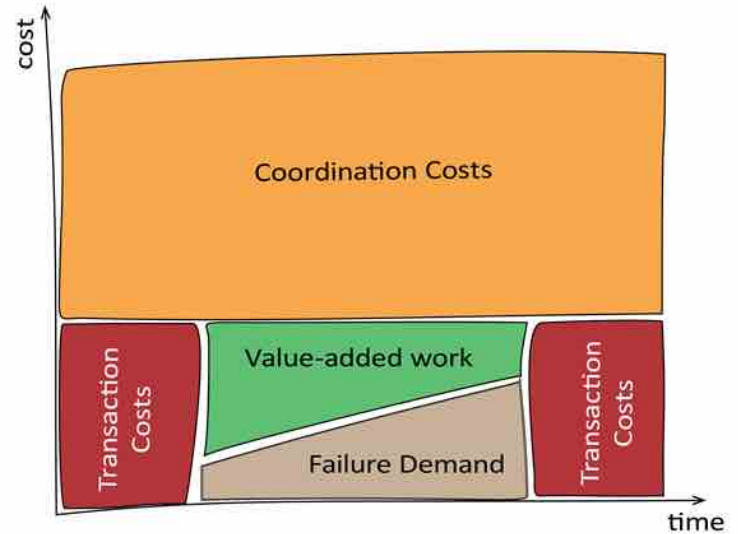 cost
Coordination Costs
Transaction
Costs
Value-added work
Failure Demand
Transaction
Costs
time